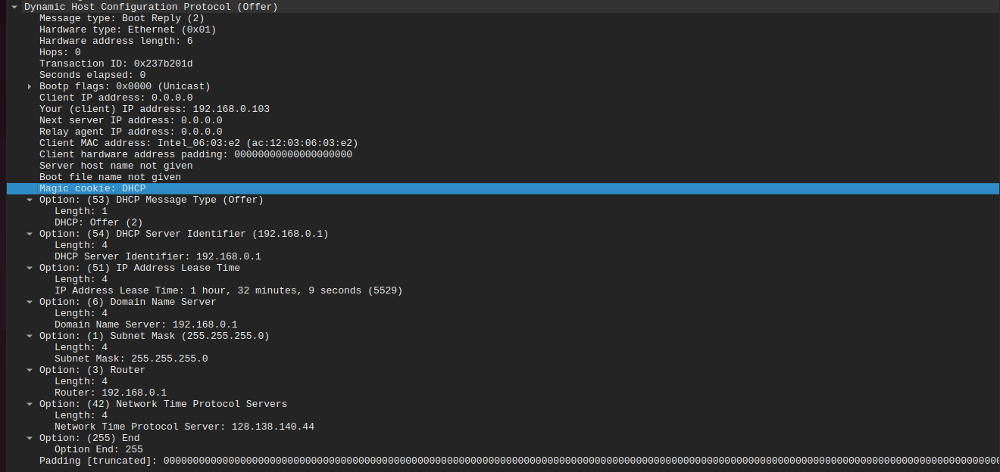 Dynamic Host Configuration Protocol (Offer)
Message type: Boot Reply (2)
Hardware type: Ethernet (0x01)
Hardware address length: 6
Hops: 0
Transaction ID: 0x237b201d
Seconds elapsed: 0
Bootp flags: 0x0000 (Unicast)
Client IP address: 0.0.0.0
Your (client) IP address: 192.168.0.103
Next server IP address: 0.0.0.0
Relay agent IP address: 0.0.0.0
Client MAC address: Intel_06:03:e2 (ac:12:03:06:03:e2)
Client hardware address padding: 00000000000000000000
Server host name not given
Boot file name not given
Magic cookie: DHCP
Option: (53) DHCP Message Type (Offer)
Length: 1
DHCP: Offer (2)
Option: (54) DHCP Server Identifier (192.168.0.1)
Length: 4
DHCP Server Identifier: 192.168.0.1
Option: (51) IP Address Lease Time
Length: 4
IP Address Lease Time: 1 hour, 32 minutes, 9 seconds (5529)
Option: (6) Domain Name Server
Length: 4
Domain Name Server: 192.168.0.1
Option: (1) Subnet Mask (255.255.255.0)
Length: 4
Subnet Mask: 255.255.255.0
Option: (3) Router
Length: 4
Router: 192.168.0.1
Option: (42) Network Time Protocol Servers
Length: 4
Network Time Protocol Server: 128.138.140.44
Option: (255) End
Option End: 255
Padding [truncated]: 0000000000000000000000000000000000000000000000000000000000000000000000000000000000000000000000000000000000000000000000000000000000000000000000